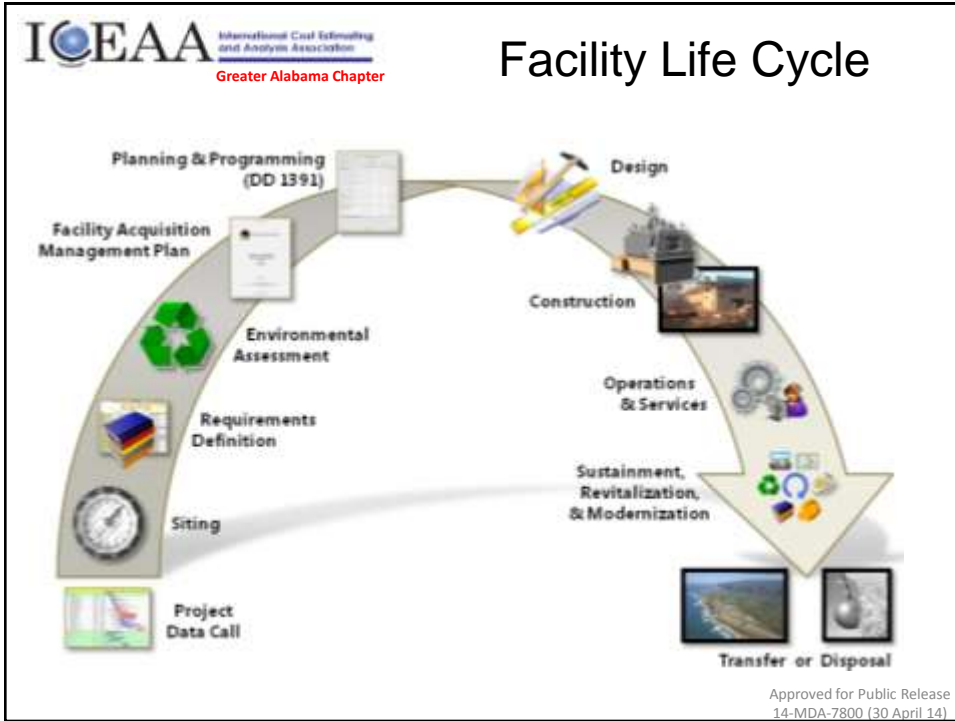 ICEAA
International Cost Estimating
and Analysis Association
Greater Alabama Chapter
Facility Life Cycle
Planning & Programming
(DD 1391)
Facility Acquisition
Management Plan
Environmental
Assessment
Requirements
Definition
Siting
Project
Data Call
Design
Construction
Operations
& Services
Sustainment,
Revitalization,
& Modernization
Transfer or Disposal
Approved for Public Release
14-MDA-7800 (30 April 14)